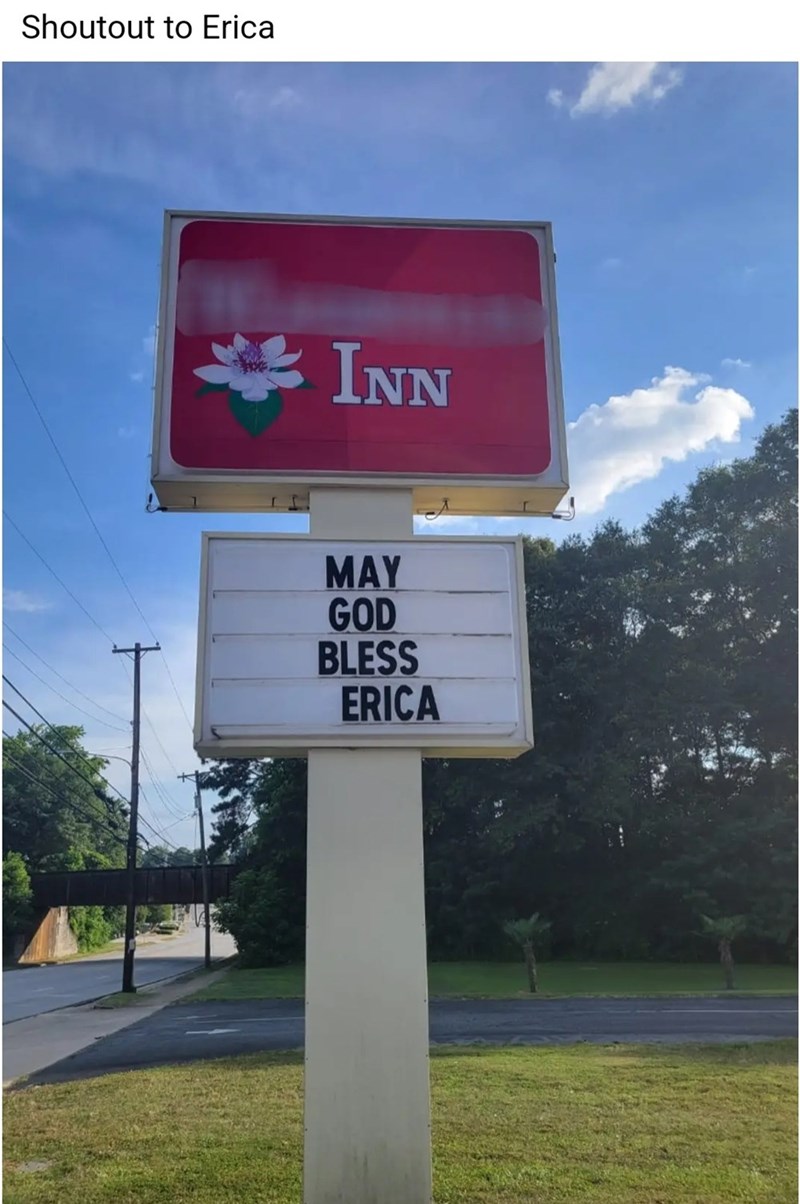 Shoutout to Erica
INN
MAY
GOD
BLESS
ERICA